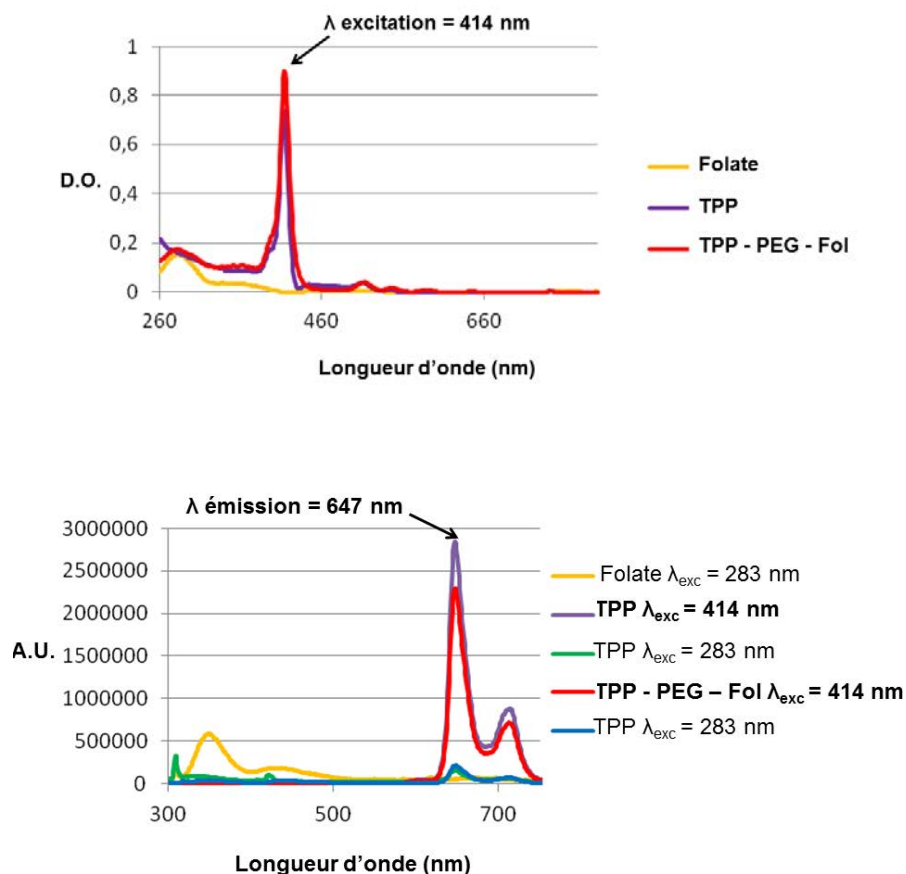 λ excitation = 414 nm
1
0,8
0,6
0,4
0,2
0
D.O.
260
460
660
Longueur d'onde (nm)
Folate
TPP
TPP - PEG - Fol
λ émission = 647 nm
3000000
2500000
2000000
1500000
1000000
500000
0
A.U.
300
500
700
Longueur d'onde (nm)
Folate λexc = 283 nm
TPP λexc = 414 nm
TPP λexc = 283 nm
TPP - PEG – Fol λexc = 414 nm
TPP λexc = 283 nm